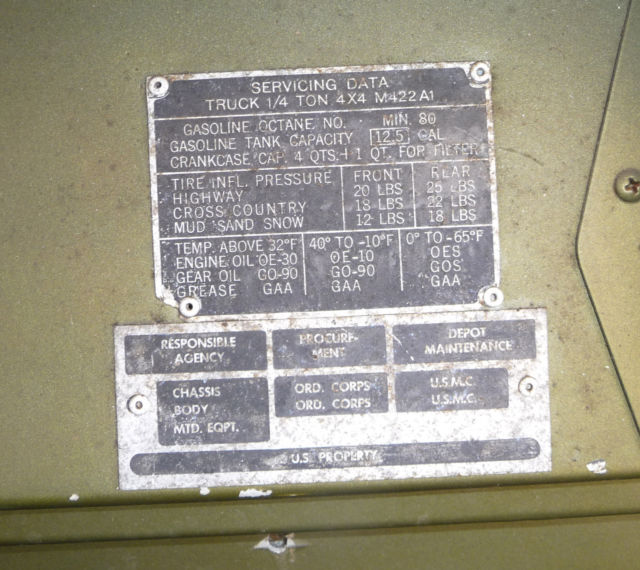 SERVICING DATA
TRUCK 1/4 TON 4X4 M422A1
GASOLINE OCTANE NO. MIN. 80
GASOLINE TANK CAPACITY 12.5 GAL
CRANKCASE CAP. 4 QTS.+ 1 QT. FOR FILTER
TIRE INFL. PRESSURE FRONT REAR
HIGHWAY 20 LBS 25 LBS
CROSS COUNTRY 18 LBS 22 LBS
MUD SAND SNOW 12 LBS 18 LBS
TEMP. ABOVE 32°F 40° TO -10°F 0° TO -65°F
ENGINE OIL OE-30 OE-10 OES
GEAR OIL GO-90 GO-90 GOS
GREASE GAA GAA GAA
RESPONSIBLE AGENCY PROCURE-MENT DEPOT MAINTENANCE
CHASSIS ORD. CORPS U.S.M.C.
BODY ORD. CORPS U.S.M.C.
MTD. EQPT.
U.S. PROPERTY